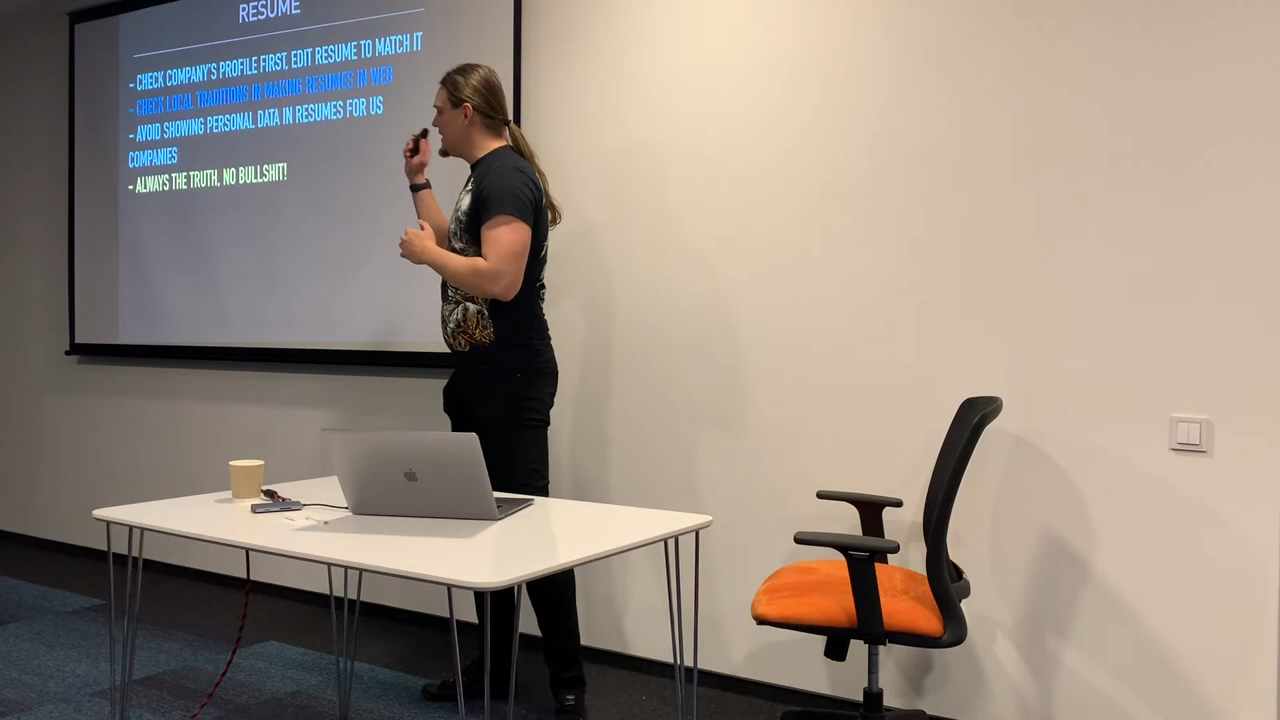 RESUME
- CHECK COMPANY'S PROFILE FIRST, EDIT RESUME TO MATCH IT
- CHECK LOCAL TRADITIONS IN MAKING RESUMES IN WEB
- AVOID SHOWING PERSONAL DATA IN RESUMES FOR US
COMPANIES
- ALWAYS THE TRUTH, NO BULLSHIT!